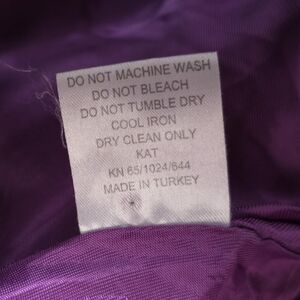 DO NOT MACHINE WASH
DO NOT BLEACH
DO NOT TUMBLE DRY
COOL IRON
DRY CLEAN ONLY
KAT
KN 65/1024/644
MADE IN TURKEY